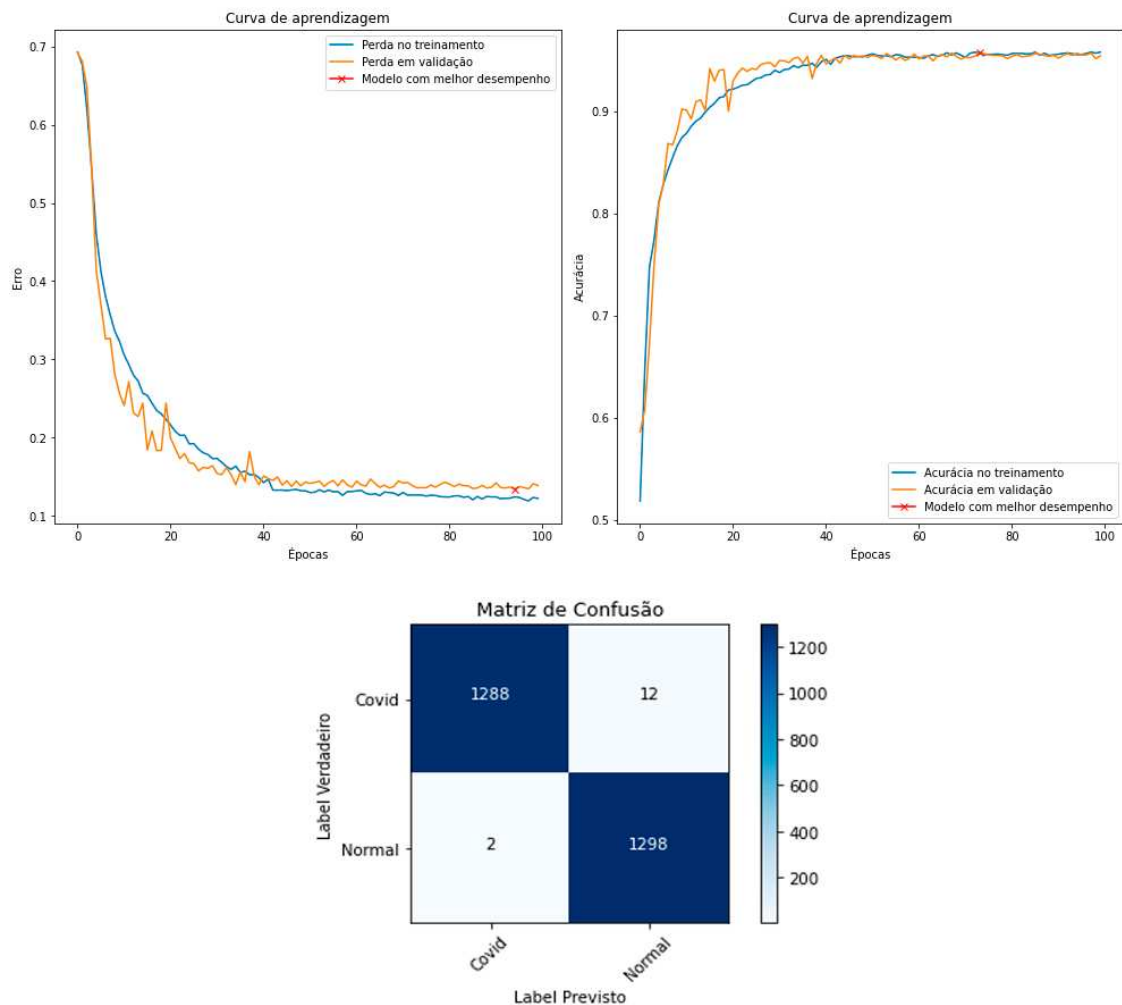 Curva de aprendizagem
0.7
0.6
0.5
0.4
0.3
0.2
0.1
Erro
Perda no treinamento
Perda em validação
Modelo com melhor desempenho
0
20
40
60
80
100
Épocas
Curva de aprendizagem
0.9
0.8
0.7
0.6
0.5
Acurácia
Acurácia no treinamento
Acurácia em validação
Modelo com melhor desempenho
0
20
40
60
80
100
Épocas
Matriz de Confusão
Label Verdadeiro
Covid
1288
12
Normal
2
1298
Covid
Normal
Label Previsto
1200
1000
800
600
400
200